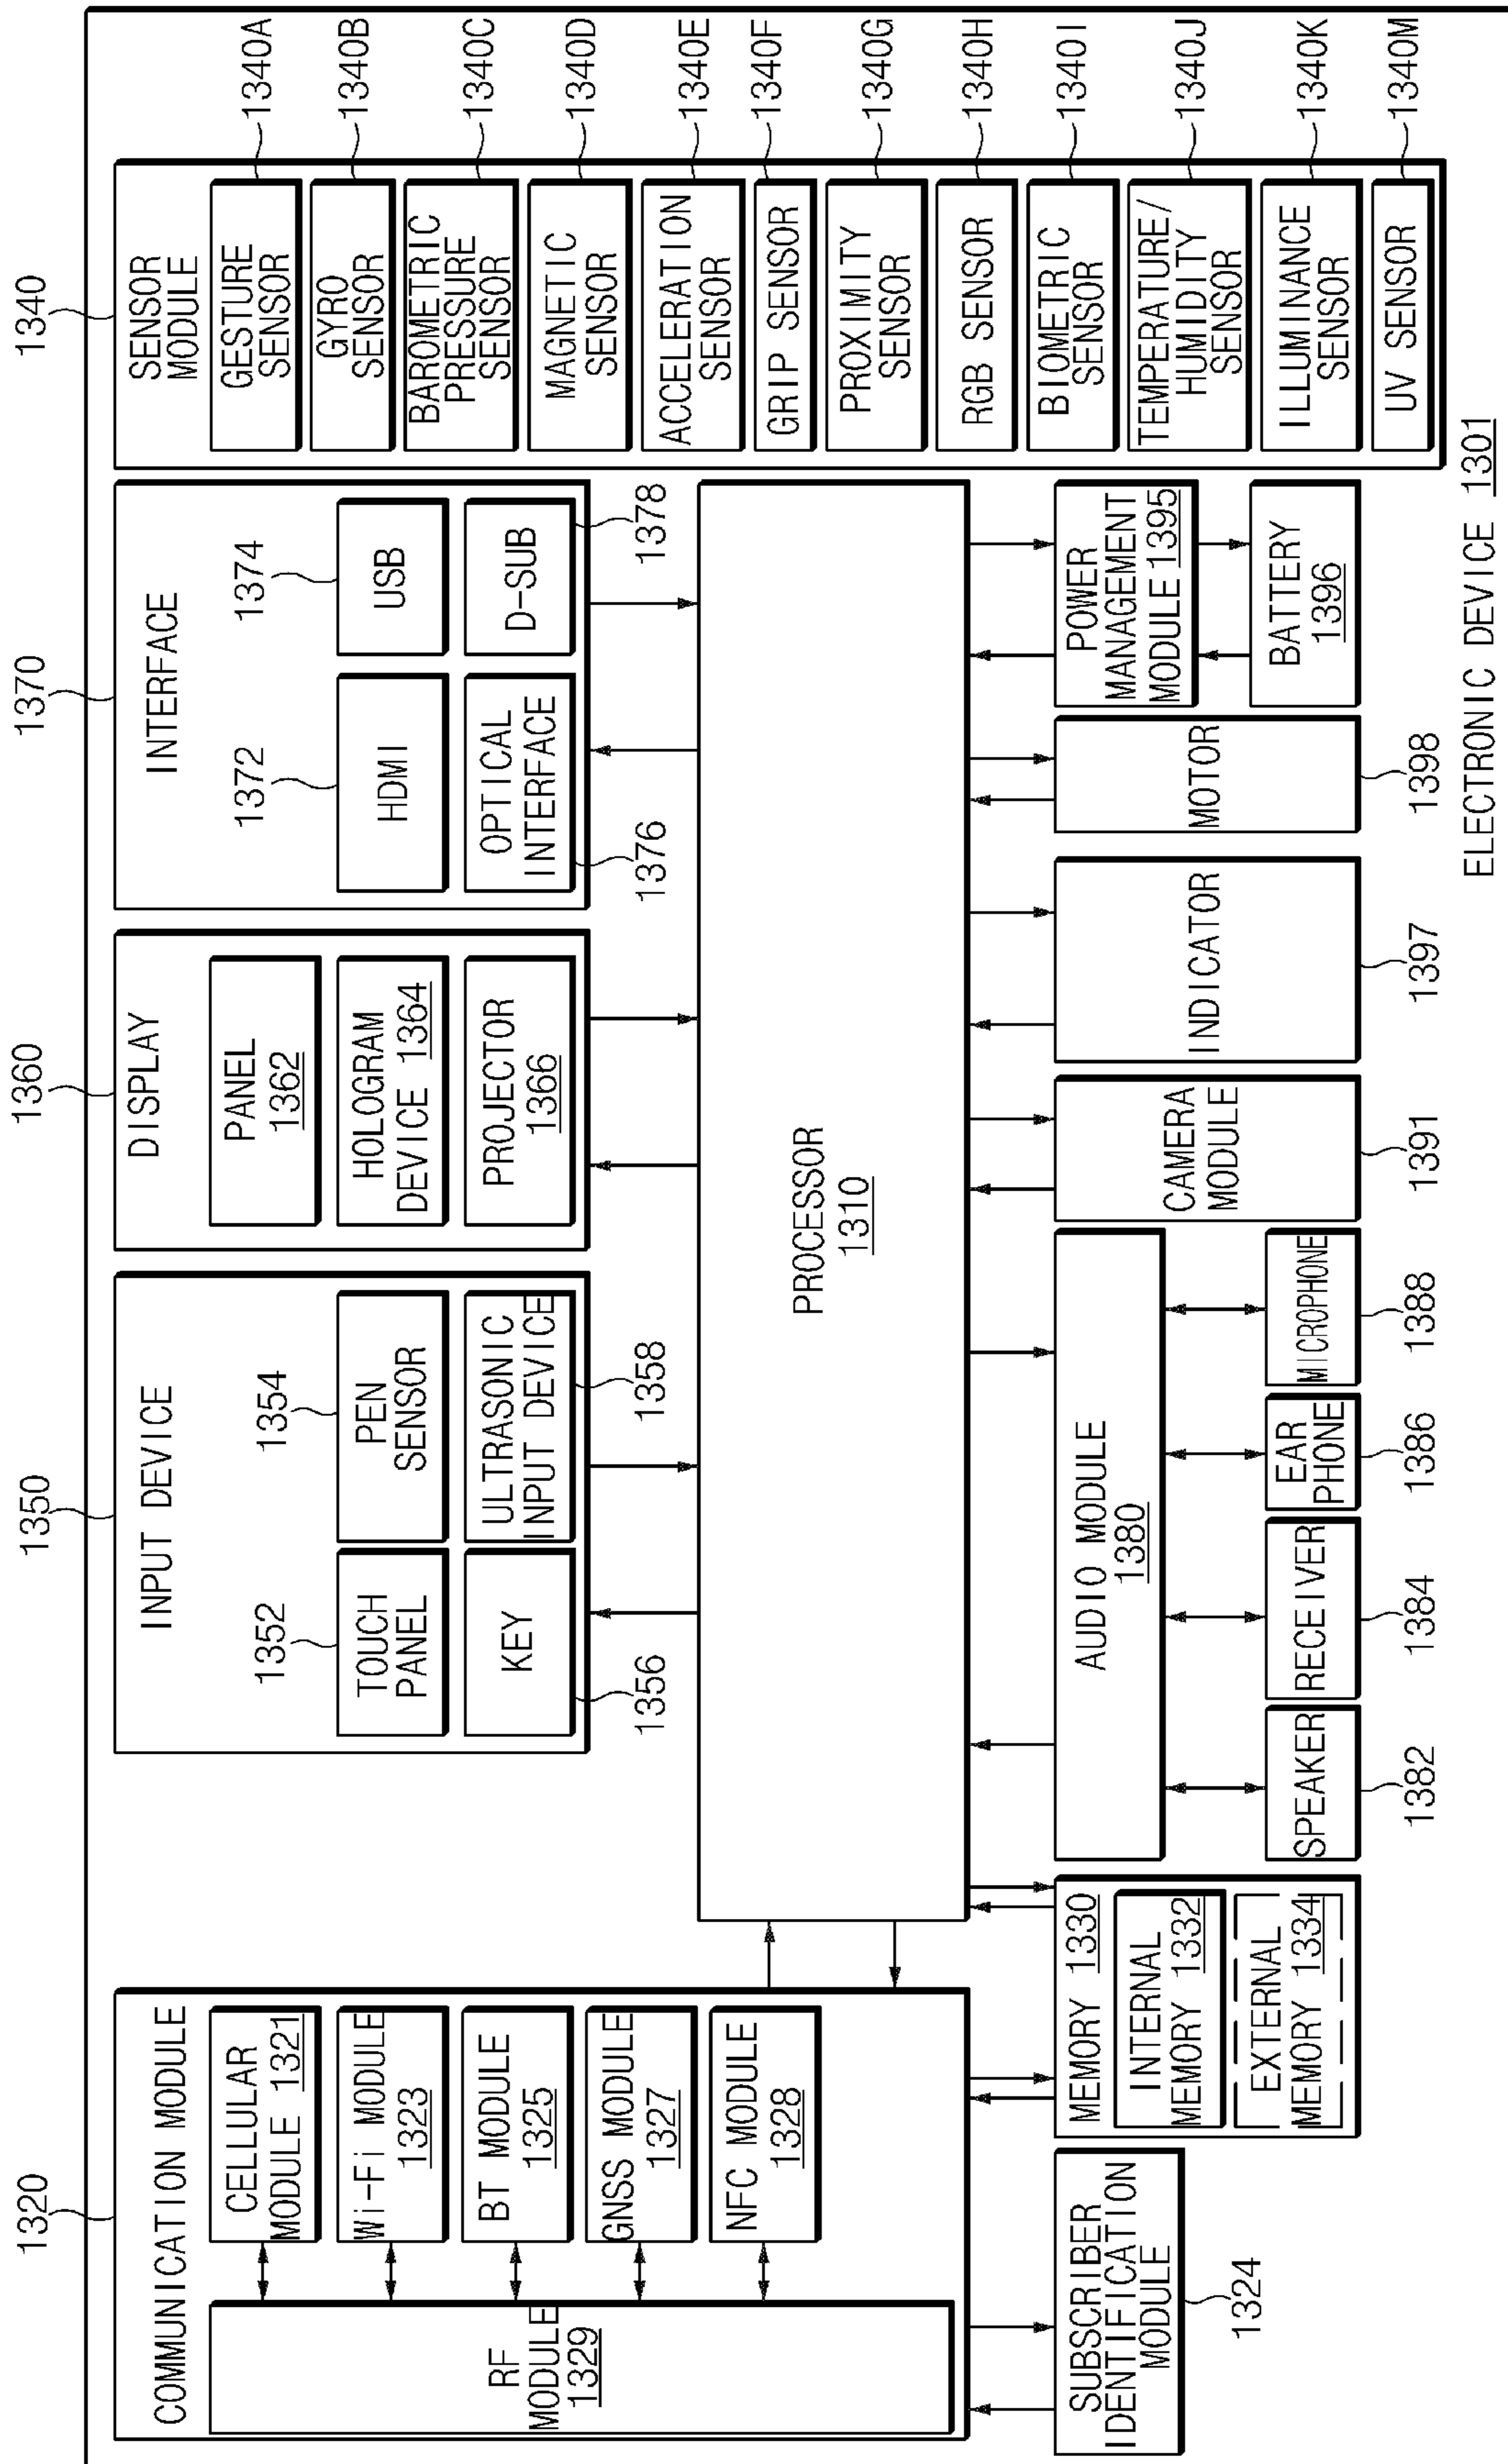 ELECTRONIC DEVICE 1301
1320
COMMUNICATION MODULE
CELLULAR
MODULE 1321
Wi-Fi MODULE
1323
BT MODULE
1325
GNSS MODULE
1327
NFC MODULE
1328
RF
MODULE
1329
SUBSCRIBER
IDENTIFICATION
MODULE
1324
1350
INPUT DEVICE
1352
TOUCH
PANEL
1354
PEN
SENSOR
KEY
1356
ULTRASONIC
INPUT DEVICE
1358
1360
DISPLAY
PANEL
1362
HOLOGRAM
DEVICE 1364
PROJECTOR
1366
1370
INTERFACE
1372
HDMI
1374
USB
OPTICAL
INTERFACE
1376
D-SUB
1378
1340
SENSOR
MODULE
GESTURE
SENSOR
1340A
GYRO
SENSOR
1340B
BAROMETRIC
PRESSURE
SENSOR
1340C
MAGNETIC
SENSOR
1340D
ACCELERATION
SENSOR
1340E
GRIP SENSOR
1340F
PROXIMITY
SENSOR
1340G
RGB SENSOR
1340H
BIOMETRIC
SENSOR
1340I
TEMPERATURE/
HUMIDITY
SENSOR
1340J
ILLUMINANCE
SENSOR
1340K
UV SENSOR
1340M
PROCESSOR
1310
MEMORY 1330
INTERNAL
MEMORY 1332
EXTERNAL
MEMORY 1334
AUDIO MODULE
1380
SPEAKER
1382
RECEIVER
1384
EAR
PHONE
1386
MICROPHONE
1388
CAMERA
MODULE
1391
INDICATOR
1397
MOTOR
1398
POWER
MANAGEMENT
MODULE 1395
BATTERY
1396